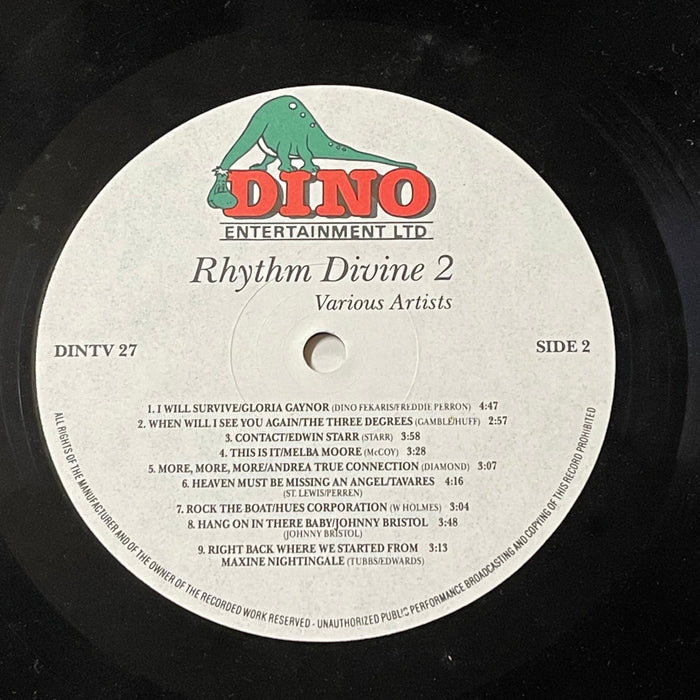 DINO
ENTERTAINMENT LTD
Rhythm Divine 2
Various Artists
DINTV 27
SIDE 2
1. I WILL SURVIVE/GLORIA GAYNOR (DINO FEKARIS/FREDDIE PERRON) 4:47
2. WHEN WILL I SEE YOU AGAIN/THE THREE DEGREES (GAMBLE/HUFF) 2:57
3. CONTACT/EDWIN STARR (STARR) 3:58
4. THIS IS IT/MELBA MOORE (McCOY) 3:28
5. MORE, MORE, MORE/ANDREA TRUE CONNECTION (DIAMOND) 3:07
6. HEAVEN MUST BE MISSING AN ANGEL/TAVARES 4:16
(ST. LEWIS/PERREN)
7. ROCK THE BOAT/HUES CORPORATION (W HOLMES) 3:04
8. HANG ON IN THERE BABY/JOHNNY BRISTOL 3:48
(JOHNNY BRISTOL)
9. RIGHT BACK WHERE WE STARTED FROM 3:13
MAXINE NIGHTINGALE (TUBBS/EDWARDS)
ALL RIGHTS OF THE MANUFACTURER AND OF THE OWNER OF THE RECORDED WORK RESERVED - UNAUTHORIZED PUBLIC PERFORMANCE BROADCASTING AND COPYING OF THIS RECORD PROHIBITED